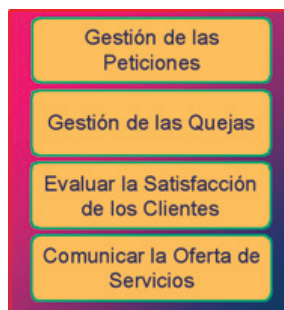 Gestión de las
Peticiones
Gestión de las Quejas
Evaluar la Satisfacción
de los Clientes
Comunicar la Oferta de
Servicios